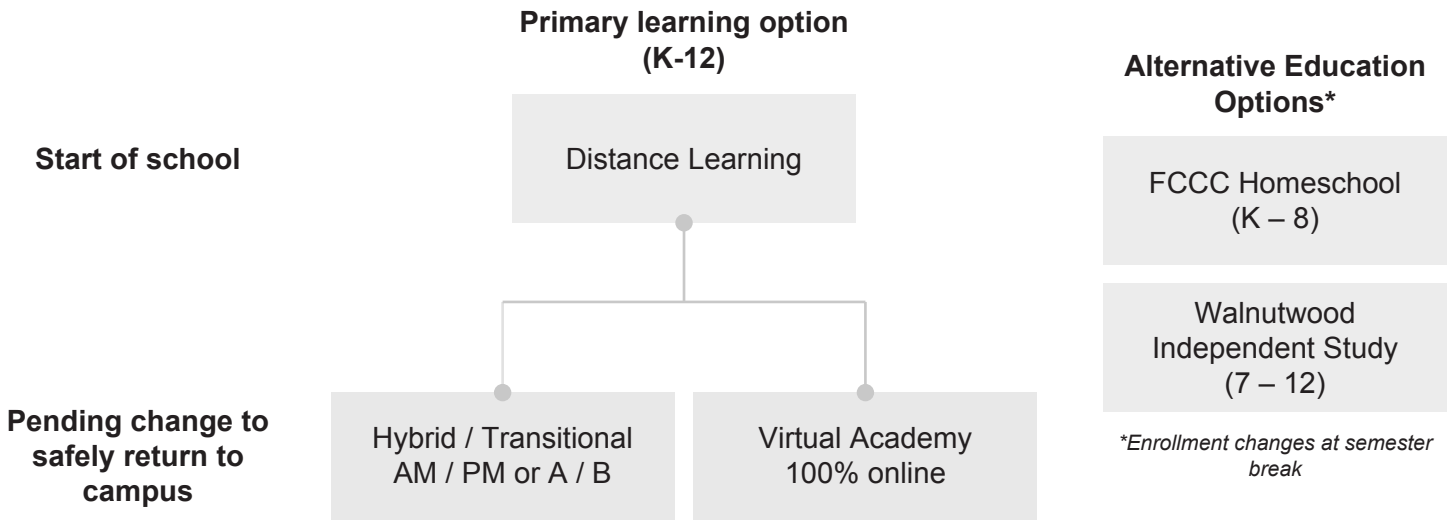 Primary learning option
(K-12)
Alternative Education
Options*
Start of school
Distance Learning
FCCC Homeschool
(K – 8)
Walnutwood
Independent Study
(7 – 12)
Pending change to
safely return to
campus
Hybrid / Transitional
AM / PM or A / B
Virtual Academy
100% online
*Enrollment changes at semester
break